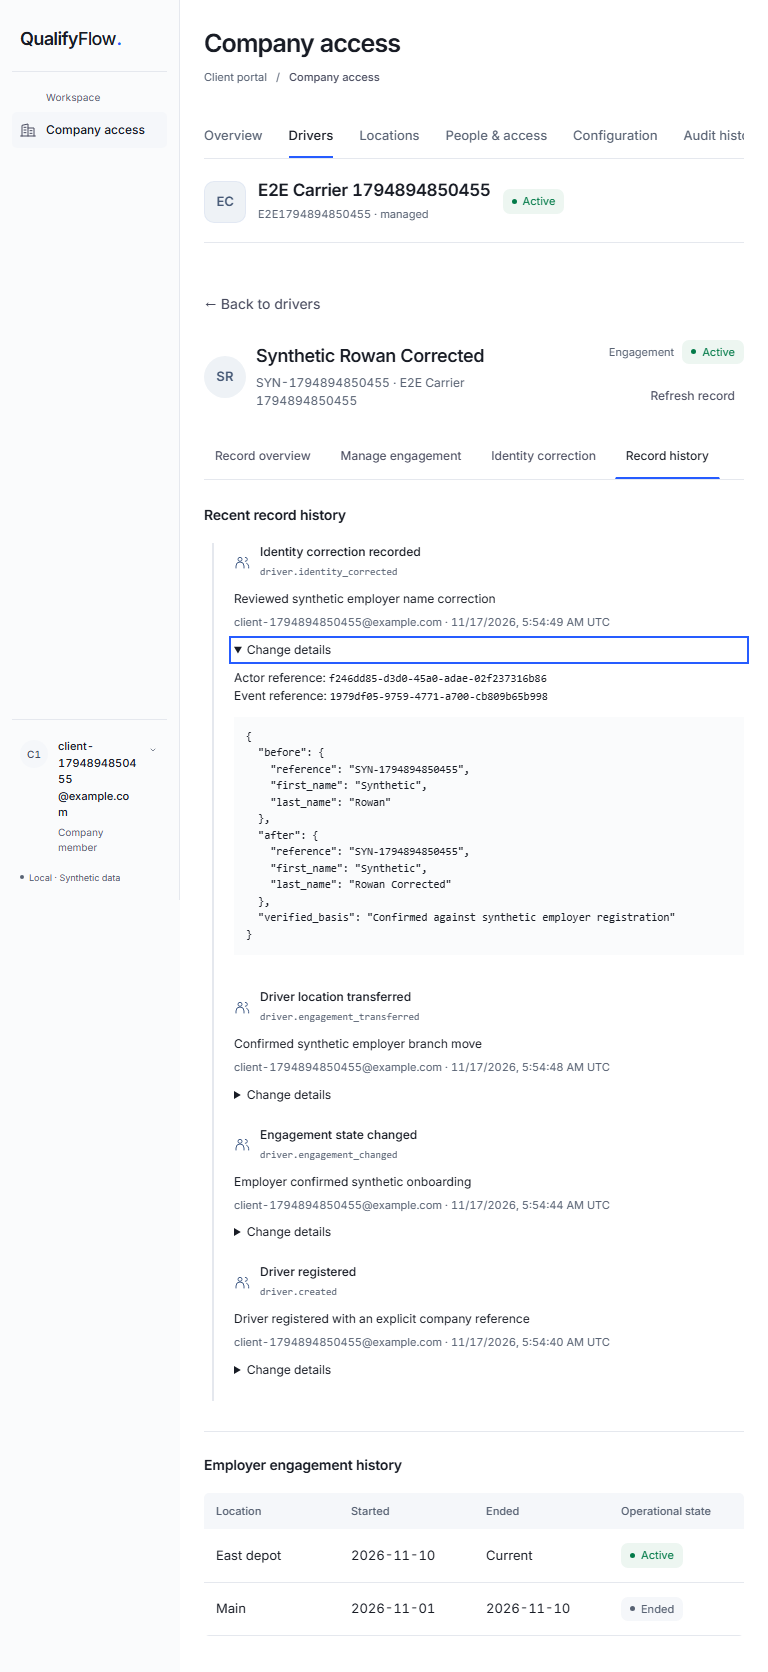 QualifyFlow.
Workspace
Company access
client-
17948948504
55
@example.co
m
C1
Company
member
Local · Synthetic data
Company access
Client portal / Company access
Overview Drivers Locations People & access Configuration Audit histo
EC
E2E Carrier 1794894850455
Active
E2E1794894850455 · managed
← Back to drivers
SR
Synthetic Rowan Corrected
SYN-1794894850455 · E2E Carrier
1794894850455
Engagement Active
Refresh record
Record overview Manage engagement Identity correction Record history
Recent record history
Identity correction recorded
driver.identity_corrected
Reviewed synthetic employer name correction
client-1794894850455@example.com · 11/17/2026, 5:54:49 AM UTC
▼ Change details
Actor reference: f246dd85-d3d0-45a0-adae-02f237316b86
Event reference: 1979df05-9759-4771-a700-cb809b65b998
{
"before": {
"reference": "SYN-1794894850455",
"first_name": "Synthetic",
"last_name": "Rowan"
},
"after": {
"reference": "SYN-1794894850455",
"first_name": "Synthetic",
"last_name": "Rowan Corrected"
},
"verified_basis": "Confirmed against synthetic employer registration"
}
Driver location transferred
driver.engagement_transferred
Confirmed synthetic employer branch move
client-1794894850455@example.com · 11/17/2026, 5:54:48 AM UTC
▶ Change details
Engagement state changed
driver.engagement_changed
Employer confirmed synthetic onboarding
client-1794894850455@example.com · 11/17/2026, 5:54:44 AM UTC
▶ Change details
Driver registered
driver.created
Driver registered with an explicit company reference
client-1794894850455@example.com · 11/17/2026, 5:54:40 AM UTC
▶ Change details
Employer engagement history
Location Started Ended Operational state
East depot 2026-11-10 Current Active
Main 2026-11-01 2026-11-10 Ended